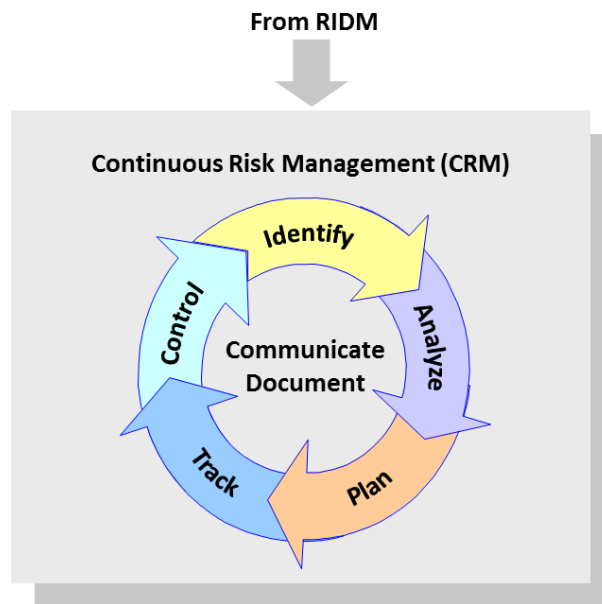 From RIDM
Continuous Risk Management (CRM)
Identify
Analyze
Plan
Track
Control
Communicate
Document